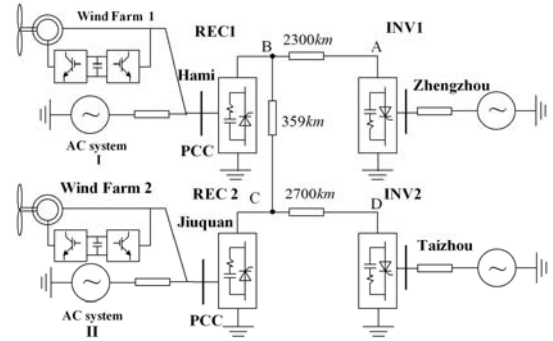 Wind Farm 1
REC1
B
2300km
A
INV1
Hami
Zhengzhou
359km
AC system
I
PCC
Wind Farm 2
REC 2
C
2700km
D
INV2
Jiuquan
Taizhou
AC system
II
PCC